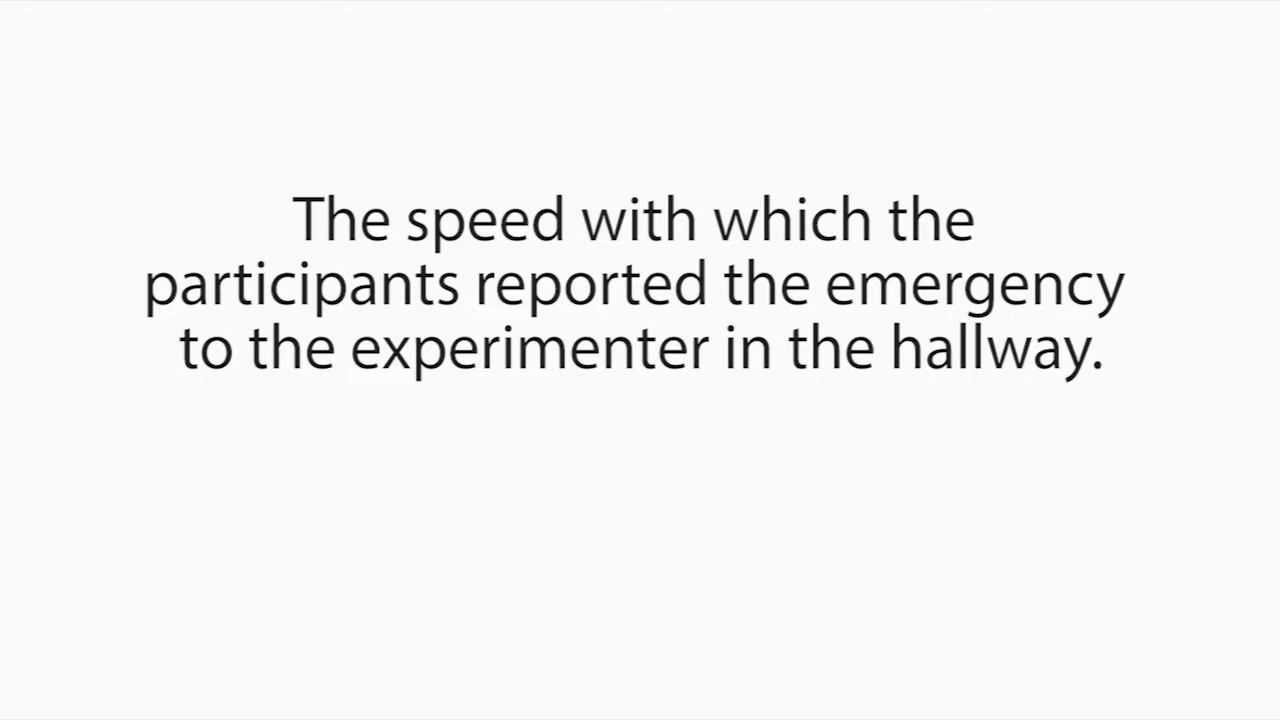 The speed with which the
participants reported the emergency
to the experimenter in the hallway.